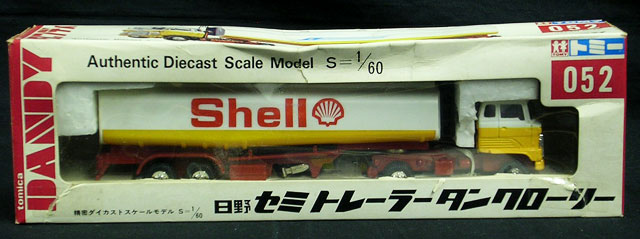 052
TOMY トミー
052
Authentic Diecast Scale Model S=1/60
tomica DANDY
Shell
日野 セミトレーラータンクローリー
精密ダイカストスケールモデル S=1/60